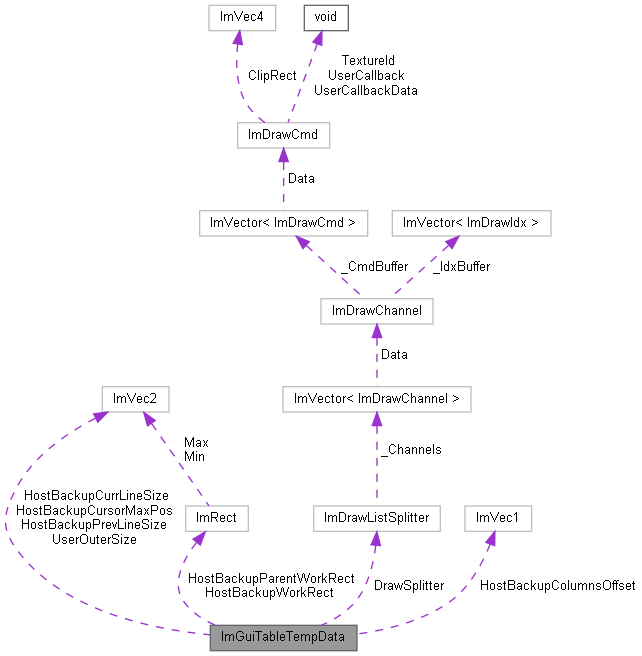 ImVec4
void
ClipRect
TextureId
UserCallback
UserCallbackData
ImDrawCmd
Data
ImVector< ImDrawCmd >
ImVector< ImDrawIdx >
_CmdBuffer
_IdxBuffer
ImDrawChannel
Data
ImVec2
ImVector< ImDrawChannel >
Max
Min
_Channels
HostBackupCurrLineSize
HostBackupCursorMaxPos
HostBackupPrevLineSize
UserOuterSize
ImRect
ImDrawListSplitter
ImVec1
HostBackupParentWorkRect
HostBackupWorkRect
DrawSplitter
HostBackupColumnsOffset
ImGuiTableTempData